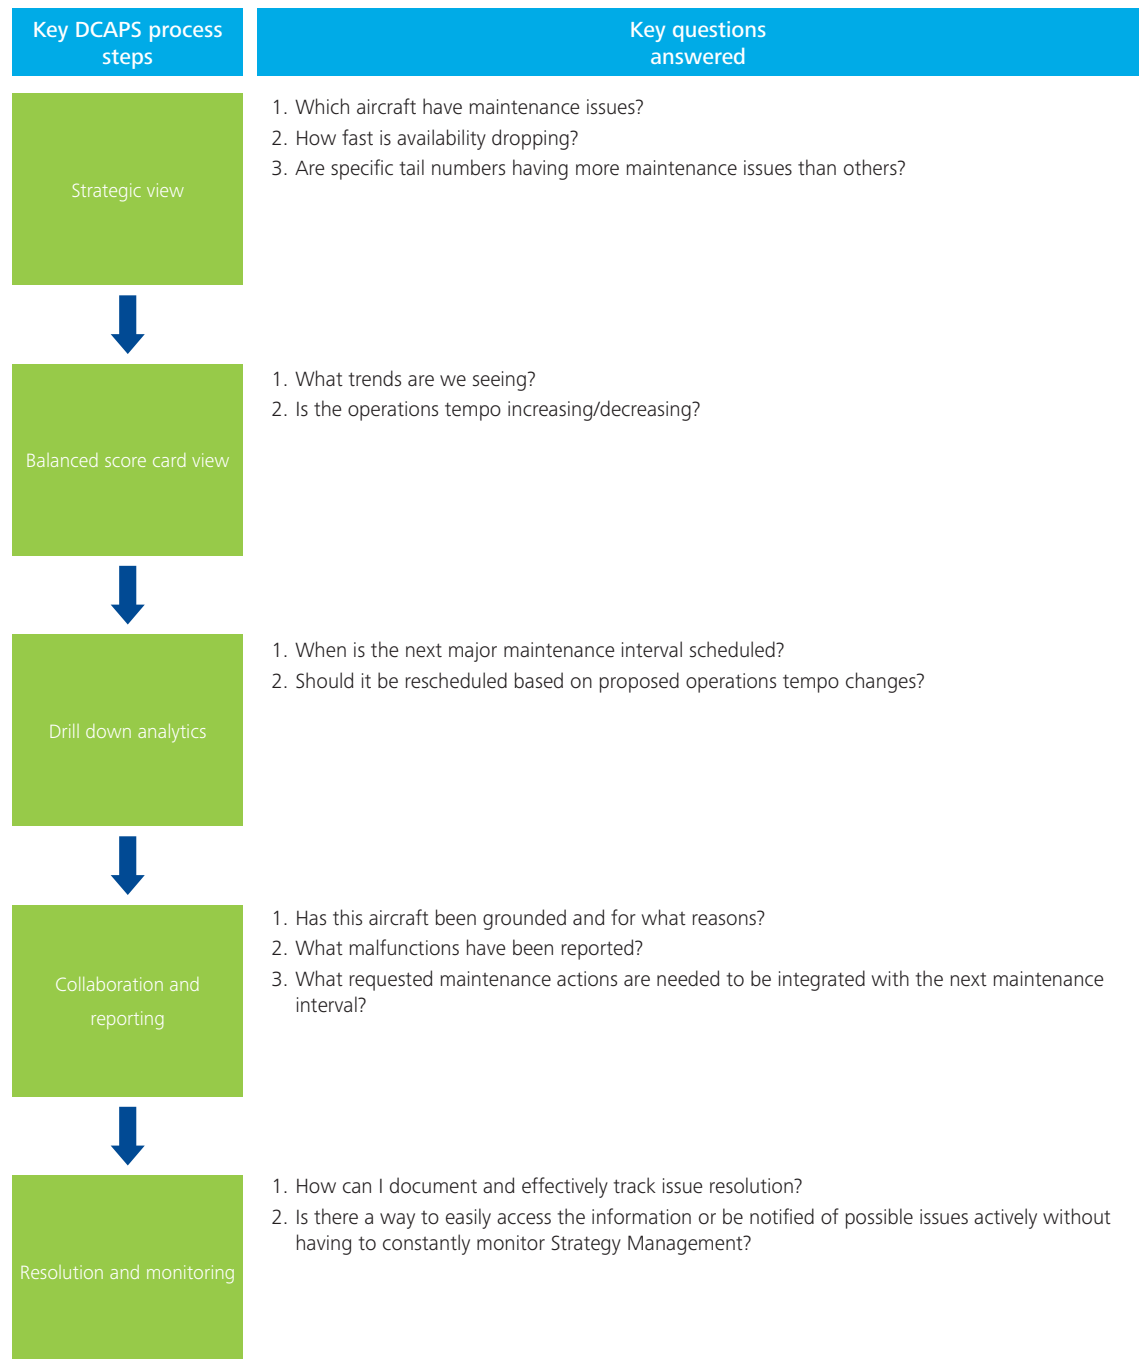 Key DCAPS process
steps
Key questions
answered
Strategic view
1. Which aircraft have maintenance issues?
2. How fast is availability dropping?
3. Are specific tail numbers having more maintenance issues than others?
Balanced score card view
1. What trends are we seeing?
2. Is the operations tempo increasing/decreasing?
Drill down analytics
1. When is the next major maintenance interval scheduled?
2. Should it be rescheduled based on proposed operations tempo changes?
Collaboration and
reporting
1. Has this aircraft been grounded and for what reasons?
2. What malfunctions have been reported?
3. What requested maintenance actions are needed to be integrated with the next maintenance
interval?
Resolution and monitoring
1. How can I document and effectively track issue resolution?
2. Is there a way to easily access the information or be notified of possible issues actively without
having to constantly monitor Strategy Management?